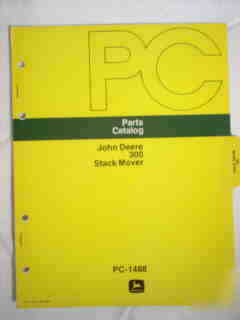 PC
Parts
Catalog
John Deere
300
Stack Mover
PC-1488